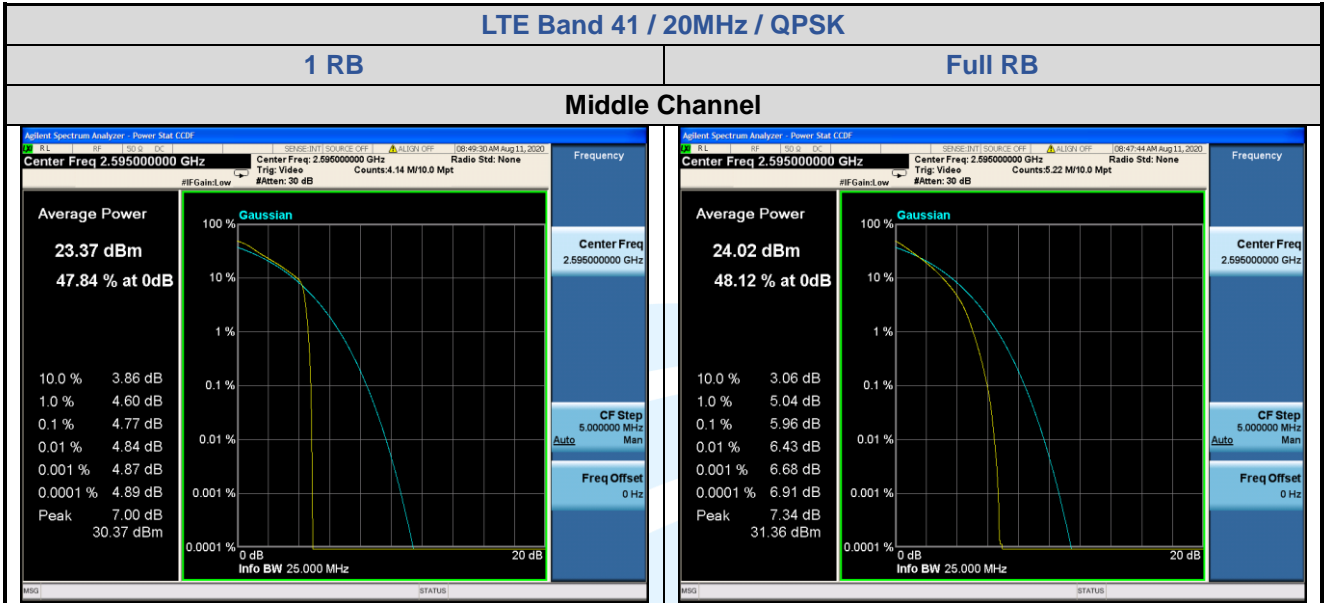 LTE Band 41 / 20MHz / QPSK
1 RB
Full RB
Middle Channel
Agilent Spectrum Analyzer - Power Stat CCDF
RL RF 50 Ω DC SENSE:INT SOURCE OFF ALIGN OFF 08:49:30 AM Aug 11, 2020
Center Freq 2.595000000 GHz
Center Freq: 2.595000000 GHz Radio Std: None
Trig: Video Counts:4.14 M/10.0 Mpt
#IFGain:Low #Atten: 30 dB
Frequency
Average Power
23.37 dBm
47.84 % at 0dB
10.0 % 3.86 dB
1.0 % 4.60 dB
0.1 % 4.77 dB
0.01 % 4.84 dB
0.001 % 4.87 dB
0.0001 % 4.89 dB
Peak 7.00 dB
30.37 dBm
Gaussian
100 %
10 %
1 %
0.1 %
0.01 %
0.001 %
0.0001 %
0 dB 20 dB
Info BW 25.000 MHz
Center Freq
2.595000000 GHz
CF Step
5.000000 MHz
Auto Man
Freq Offset
0 Hz
MSG STATUS
Agilent Spectrum Analyzer - Power Stat CCDF
RL RF 50 Ω DC SENSE:INT SOURCE OFF ALIGN OFF 08:47:44 AM Aug 11, 2020
Center Freq 2.595000000 GHz
Center Freq: 2.595000000 GHz Radio Std: None
Trig: Video Counts:5.22 M/10.0 Mpt
#IFGain:Low #Atten: 30 dB
Frequency
Average Power
24.02 dBm
48.12 % at 0dB
10.0 % 3.06 dB
1.0 % 5.04 dB
0.1 % 5.96 dB
0.01 % 6.43 dB
0.001 % 6.68 dB
0.0001 % 6.91 dB
Peak 7.34 dB
31.36 dBm
Gaussian
100 %
10 %
1 %
0.1 %
0.01 %
0.001 %
0.0001 %
0 dB 20 dB
Info BW 25.000 MHz
Center Freq
2.595000000 GHz
CF Step
5.000000 MHz
Auto Man
Freq Offset
0 Hz
MSG STATUS